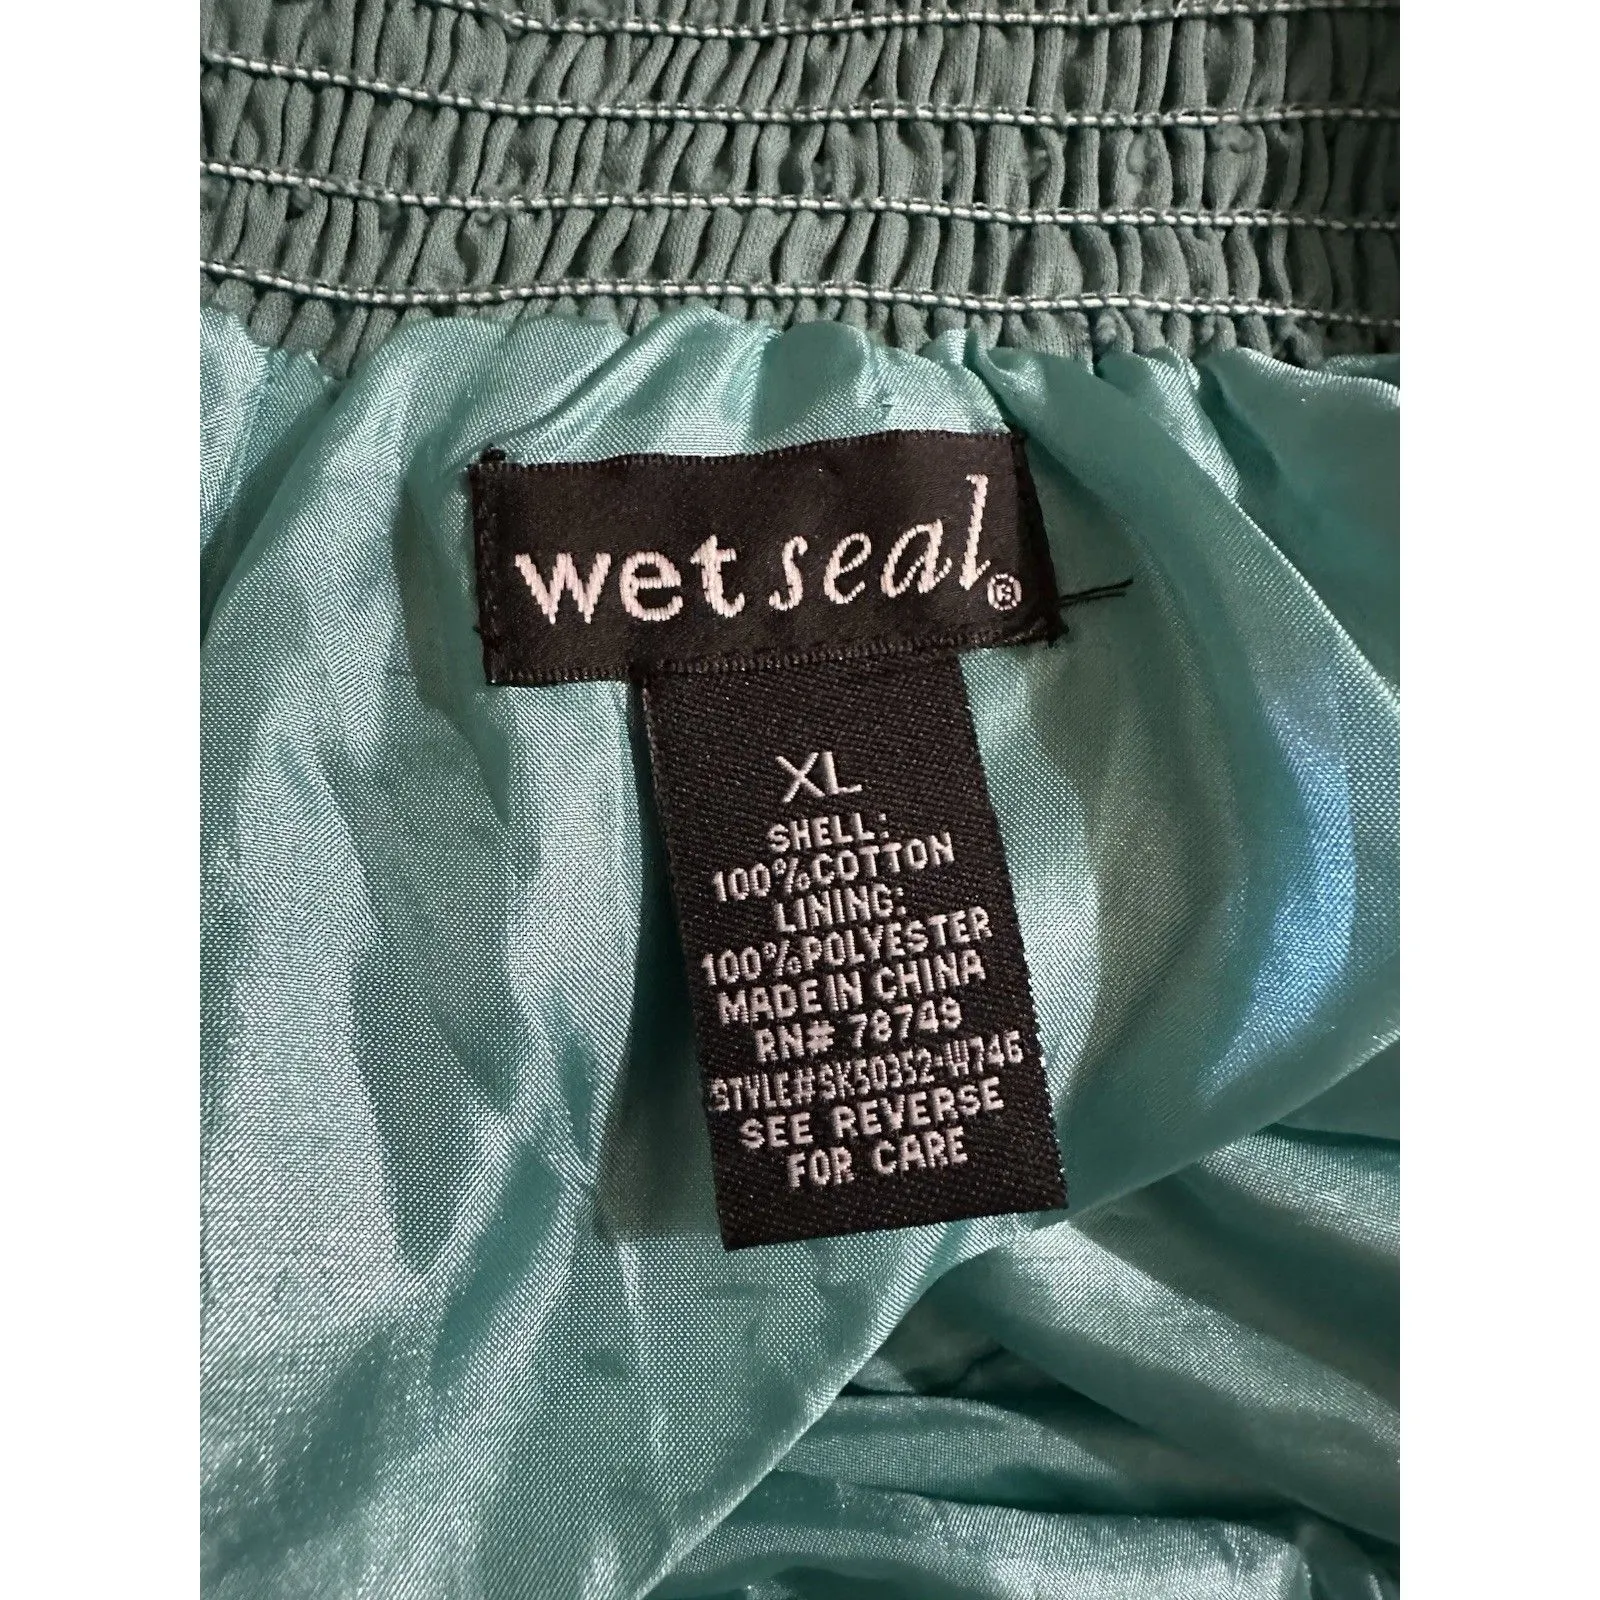 wet seal®
XL
SHELL:
100% COTTON
LINING:
100% POLYESTER
MADE IN CHINA
RN# 78749
STYLE#SK50352-W746
SEE REVERSE
FOR CARE